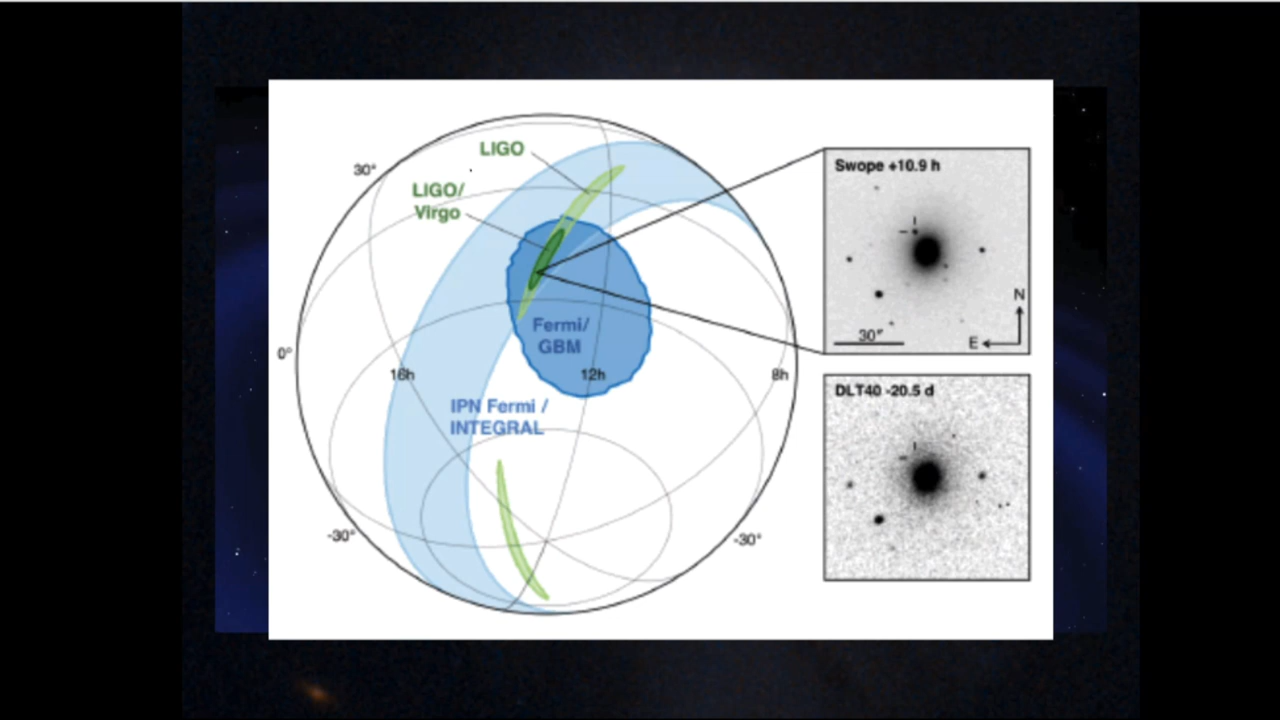 LIGO
30°
LIGO/
Virgo
Fermi/
GBM
0°
16h
12h
8h
IPN Fermi /
INTEGRAL
-30°
-30°
Swope +10.9 h
N
30"
E
DLT40 -20.5 d